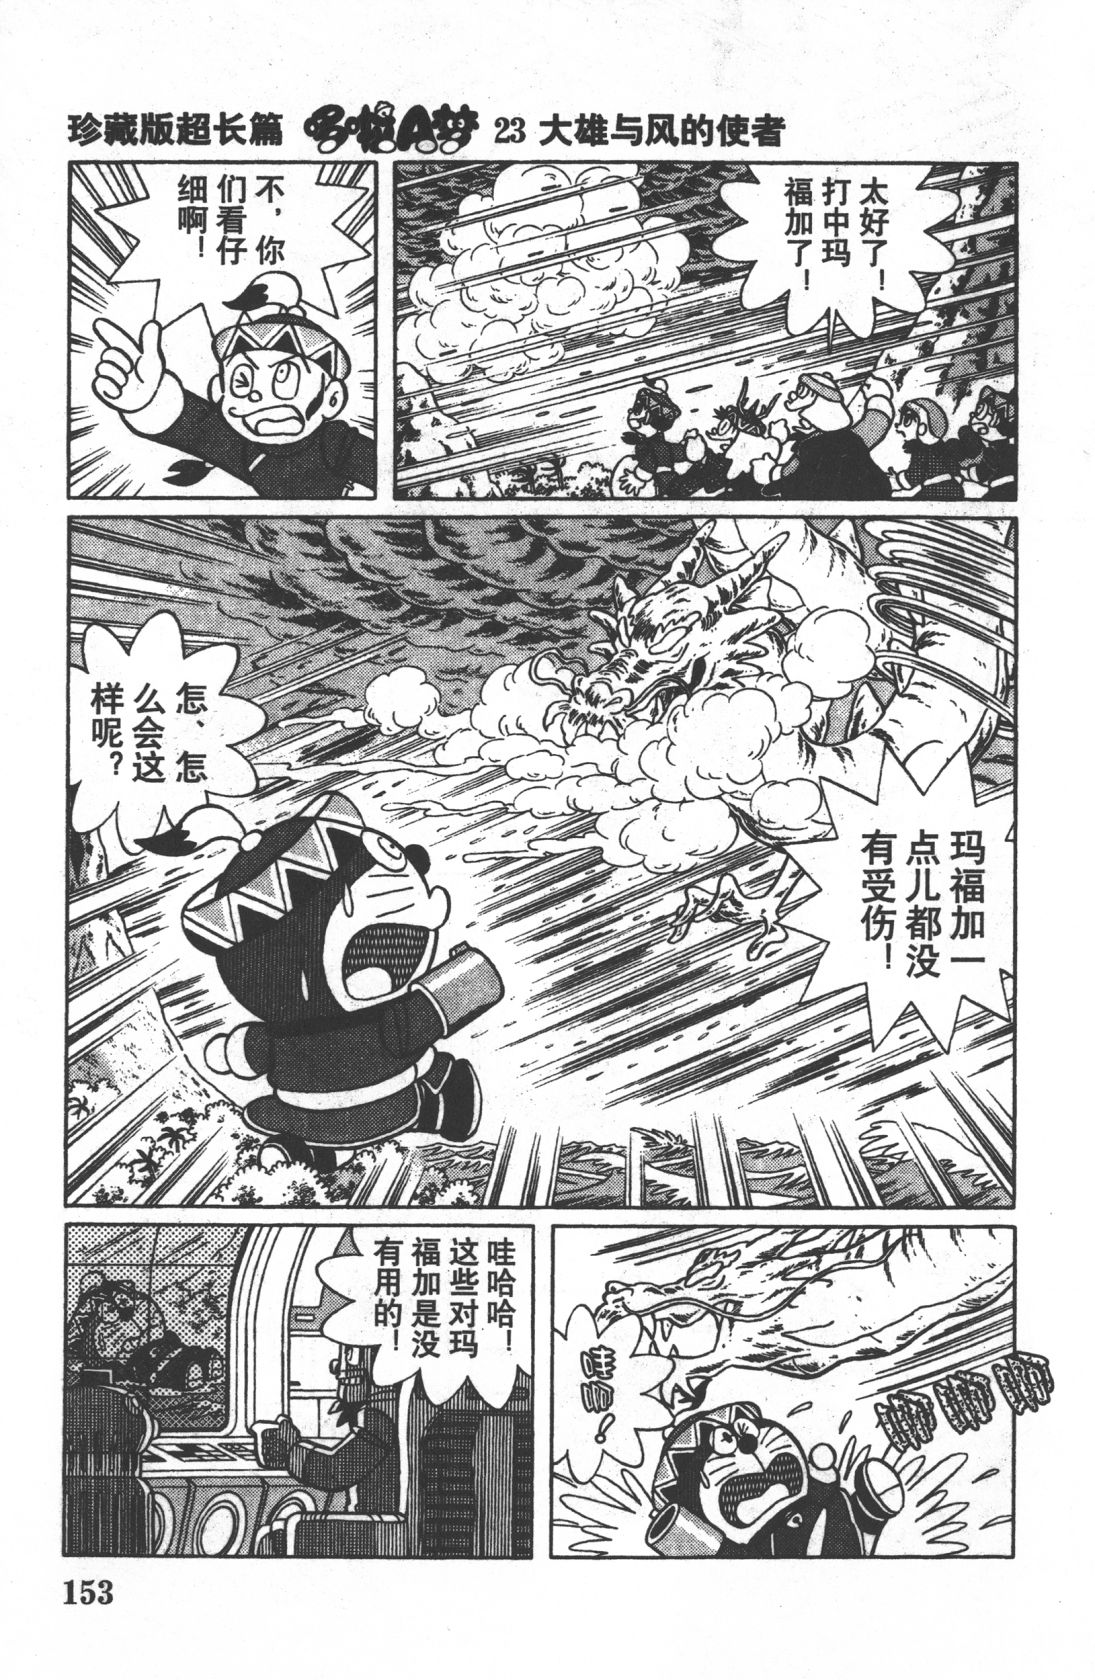 珍藏版超长篇 哆啦A梦 23 大雄与风的使者
太好了！
打中玛
福加了！
不，你
们看仔
细啊！
玛福加一
点儿都没
有受伤！
怎、怎
么会这
样呢？
哇！
哇哈哈！
这些对玛
福加是没
有用的！
153